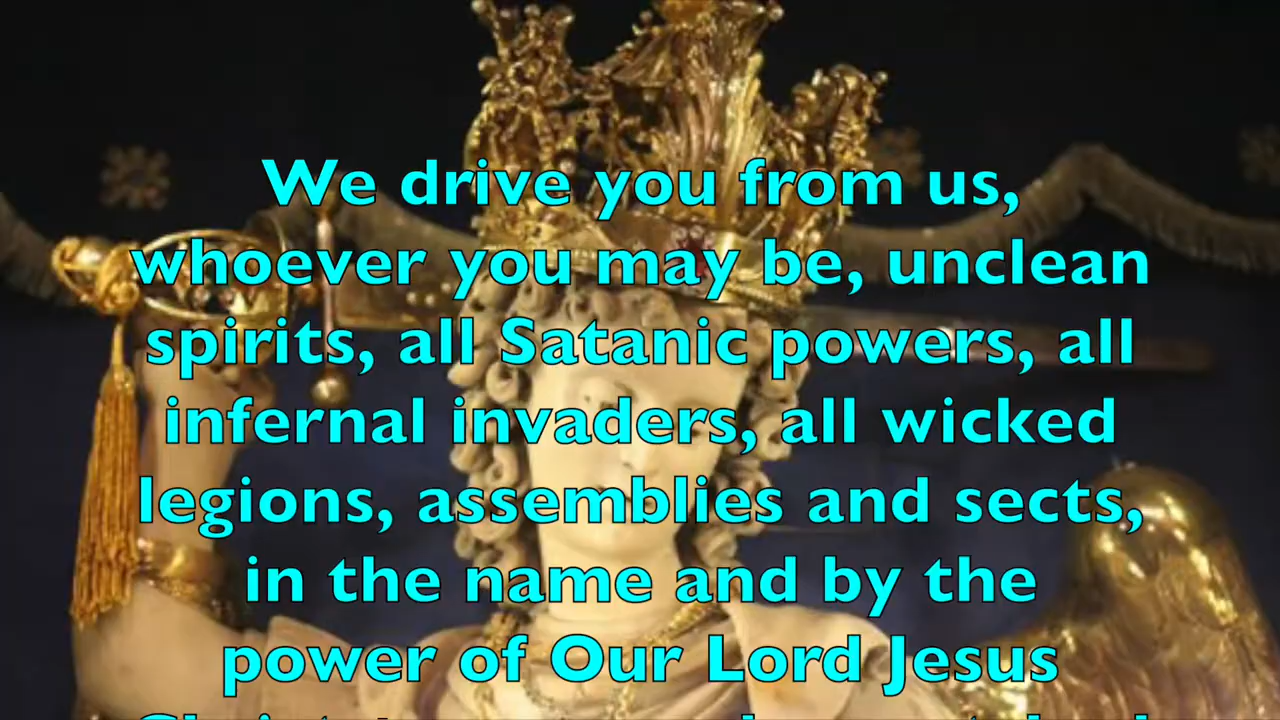 We drive you from us,
whoever you may be, unclean
spirits, all Satanic powers, all
infernal invaders, all wicked
legions, assemblies and sects,
in the name and by the
power of Our Lord Jesus